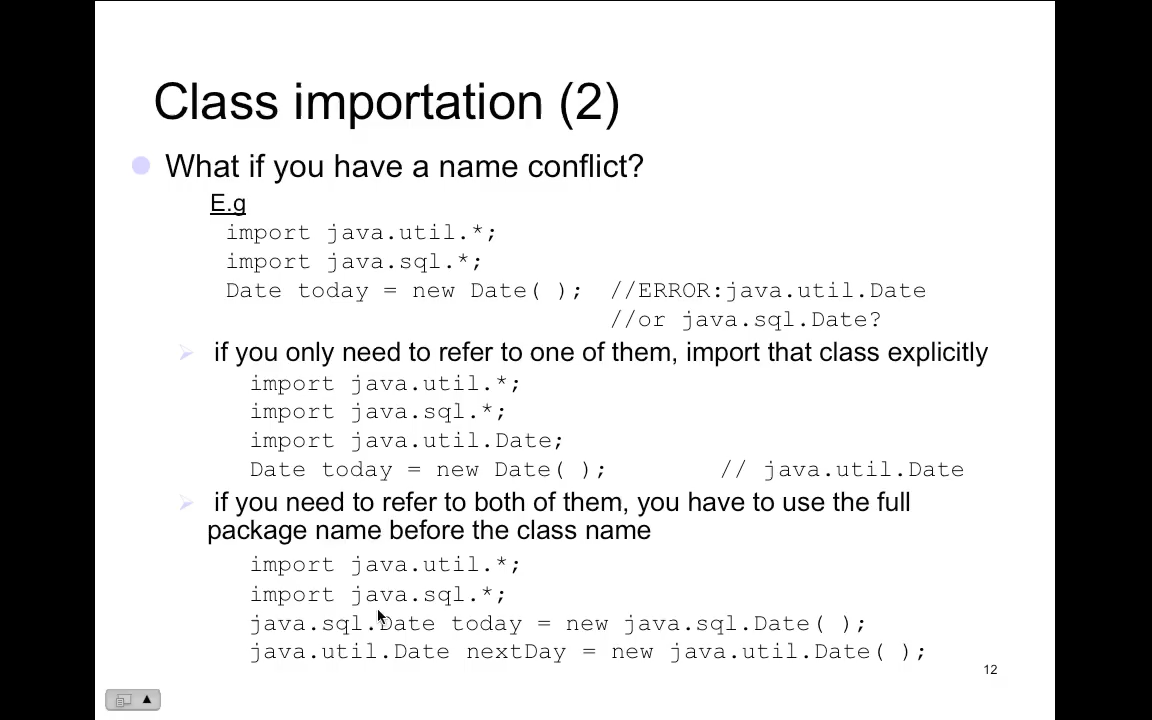 Class importation (2)
What if you have a name conflict?
E.g
import java.util.*;
import java.sql.*;
Date today = new Date( ); //ERROR:java.util.Date
//or java.sql.Date?
if you only need to refer to one of them, import that class explicitly
import java.util.*;
import java.sql.*;
import java.util.Date;
Date today = new Date( ); // java.util.Date
if you need to refer to both of them, you have to use the full
package name before the class name
import java.util.*;
import java.sql.*;
java.sql.Date today = new java.sql.Date( );
java.util.Date nextDay = new java.util.Date( );
12